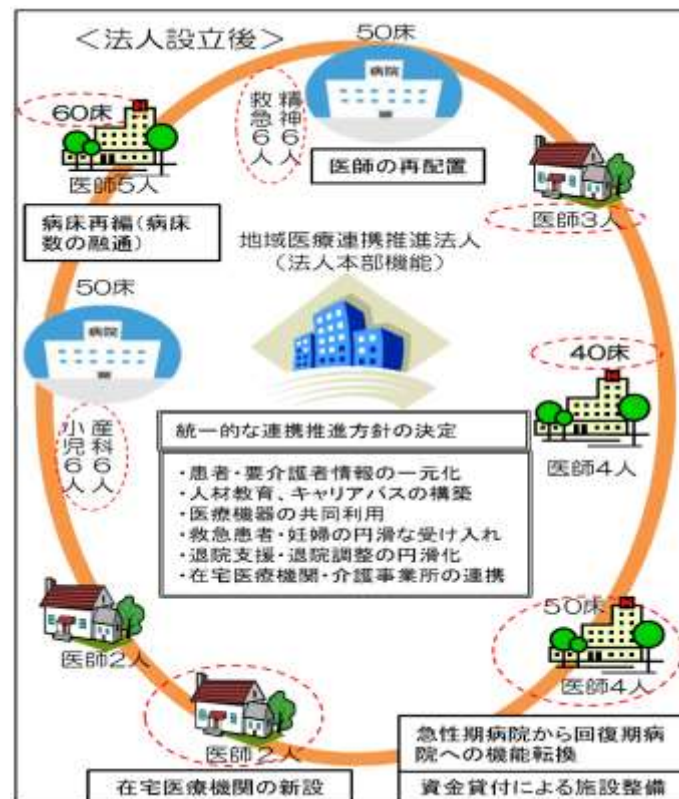 ＜法人設立後＞
50床
病院
精神6人
救急6人
医師の再配置
60床
医師5人
病床再編(病床
数の融通)
医師3人
地域医療連携推進法人
(法人本部機能)
50床
病院
産科6人
小児6人
40床
医師4人
統一的な連携推進方針の決定
・患者・要介護者情報の一元化
・人材教育、キャリアパスの構築
・医療機器の共同利用
・救急患者・妊婦の円滑な受け入れ
・退院支援・退院調整の円滑化
・在宅医療機関・介護事業所の連携
医師2人
50床
医師4人
医師2人
在宅医療機関の新設
急性期病院から回復期病
院への機能転換
資金貸付による施設整備